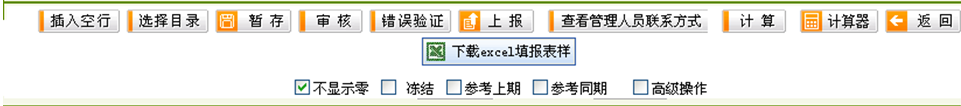 插入空行 选择目录 暂 存 审 核 错误验证 上 报 查看管理人员联系方式 计 算 计算器 返 回
下载excel填报表样
不显示零 冻结 参考上期 参考同期 高级操作